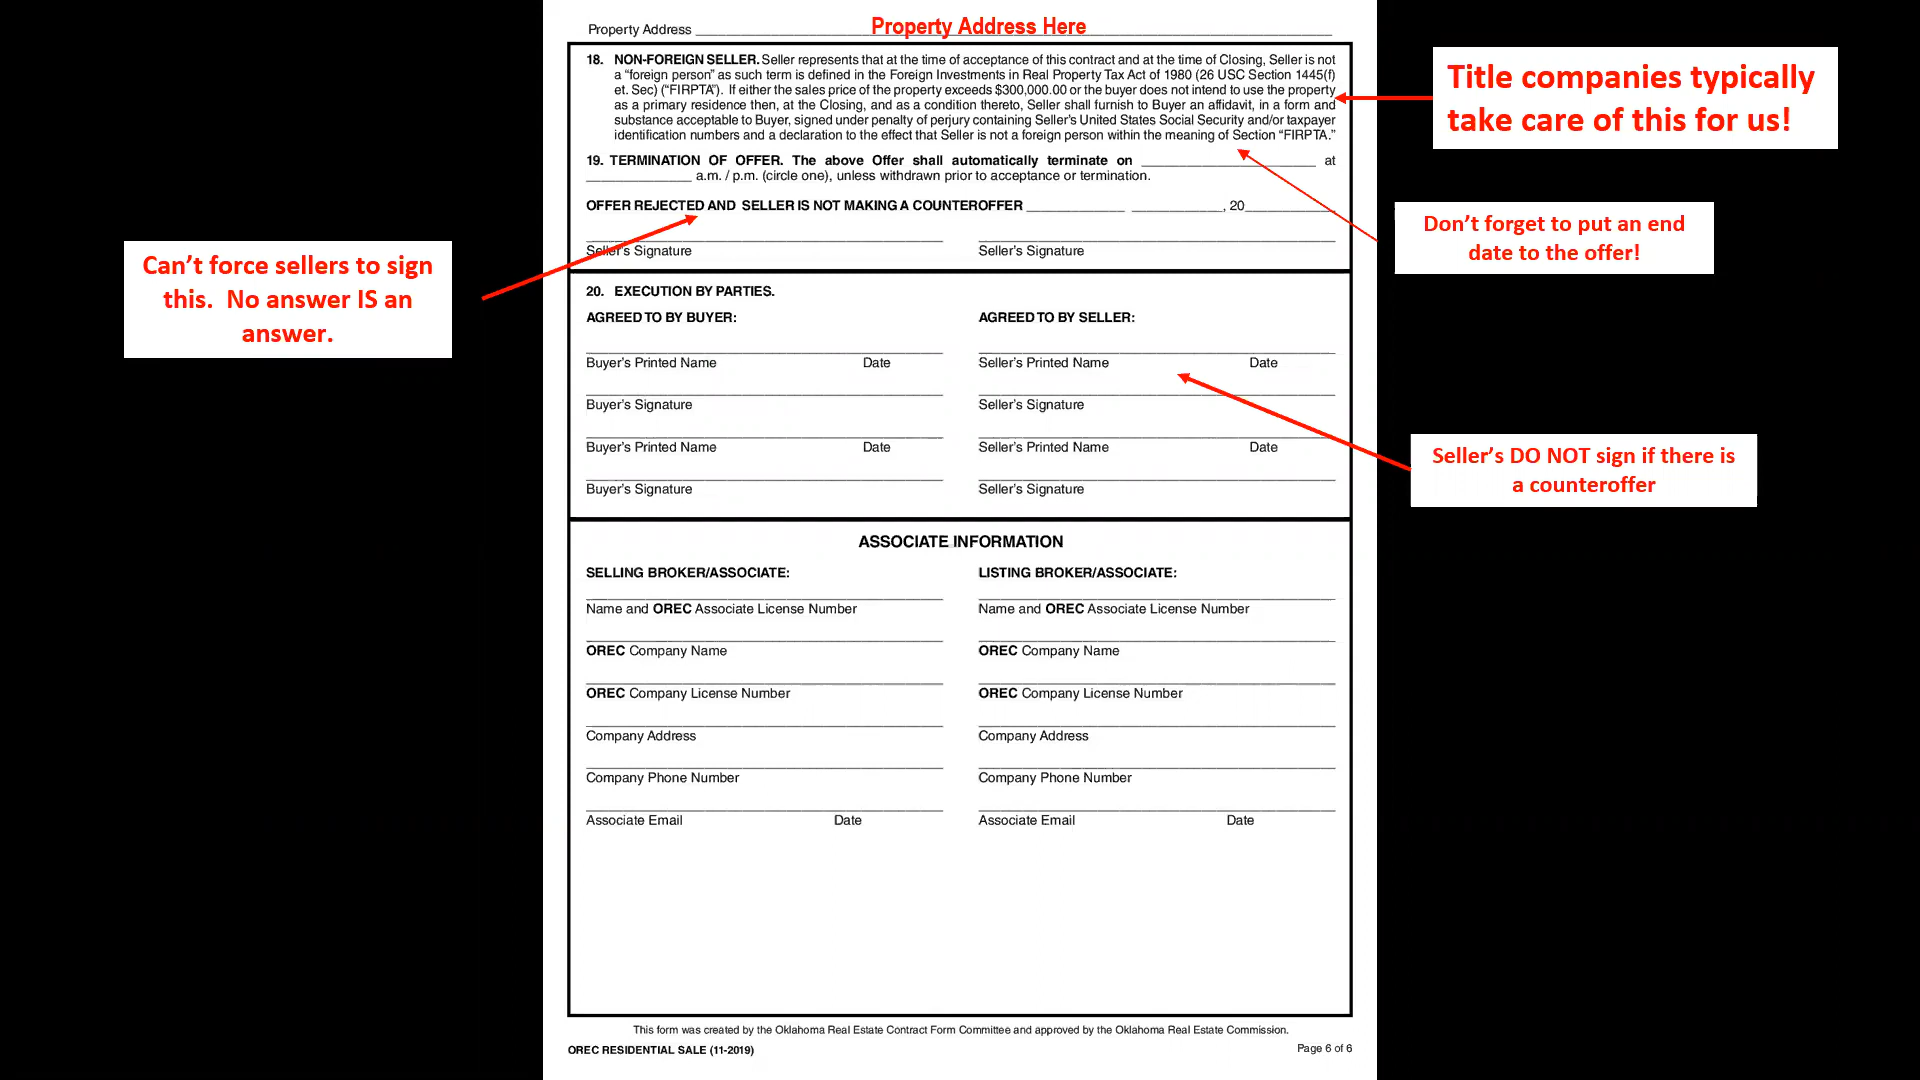 Property Address Property Address Here
18. NON-FOREIGN SELLER. Seller represents that at the time of acceptance of this contract and at the time of Closing, Seller is not
a “foreign person” as such term is defined in the Foreign Investments in Real Property Tax Act of 1980 (26 USC Section 1445(f)
et. Sec) (“FIRPTA”). If either the sales price of the property exceeds $300,000.00 or the buyer does not intend to use the property
as a primary residence then, at the Closing, and as a condition thereto, Seller shall furnish to Buyer an affidavit, in a form and
substance acceptable to Buyer, signed under penalty of perjury containing Seller’s United States Social Security and/or taxpayer
identification numbers and a declaration to the effect that Seller is not a foreign person within the meaning of Section “FIRPTA.”
Title companies typically
take care of this for us!
19. TERMINATION OF OFFER. The above Offer shall automatically terminate on ____ at
____ a.m. / p.m. (circle one), unless withdrawn prior to acceptance or termination.
Don’t forget to put an end
date to the offer!
OFFER REJECTED AND SELLER IS NOT MAKING A COUNTEROFFER ____ ____, 20____
Seller’s Signature Seller’s Signature
Can’t force sellers to sign
this. No answer IS an
answer.
20. EXECUTION BY PARTIES.
AGREED TO BY BUYER: AGREED TO BY SELLER:
Buyer’s Printed Name Date Seller’s Printed Name Date
Buyer’s Signature Seller’s Signature
Buyer’s Printed Name Date Seller’s Printed Name Date
Buyer’s Signature Seller’s Signature
Seller’s DO NOT sign if there is
a counteroffer
ASSOCIATE INFORMATION
SELLING BROKER/ASSOCIATE: LISTING BROKER/ASSOCIATE:
Name and OREC Associate License Number Name and OREC Associate License Number
OREC Company Name OREC Company Name
OREC Company License Number OREC Company License Number
Company Address Company Address
Company Phone Number Company Phone Number
Associate Email Date Associate Email Date
This form was created by the Oklahoma Real Estate Contract Form Committee and approved by the Oklahoma Real Estate Commission.
OREC RESIDENTIAL SALE (11-2019) Page 6 of 6